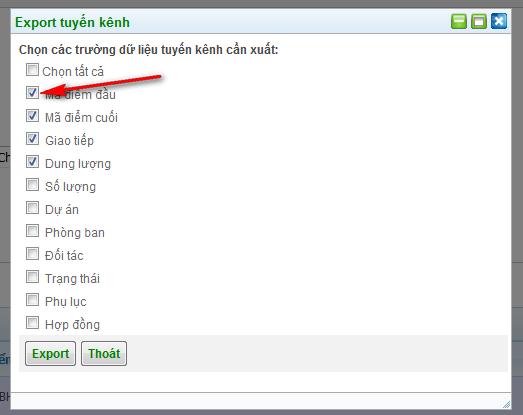 Export tuyến kênh
Chọn các trường dữ liệu tuyến kênh cần xuất:
Chọn tất cả
Mã điểm đầu
Mã điểm cuối
Giao tiếp
Dung lượng
Số lượng
Dự án
Phòng ban
Đối tác
Trạng thái
Phụ lục
Hợp đồng
Export Thoát